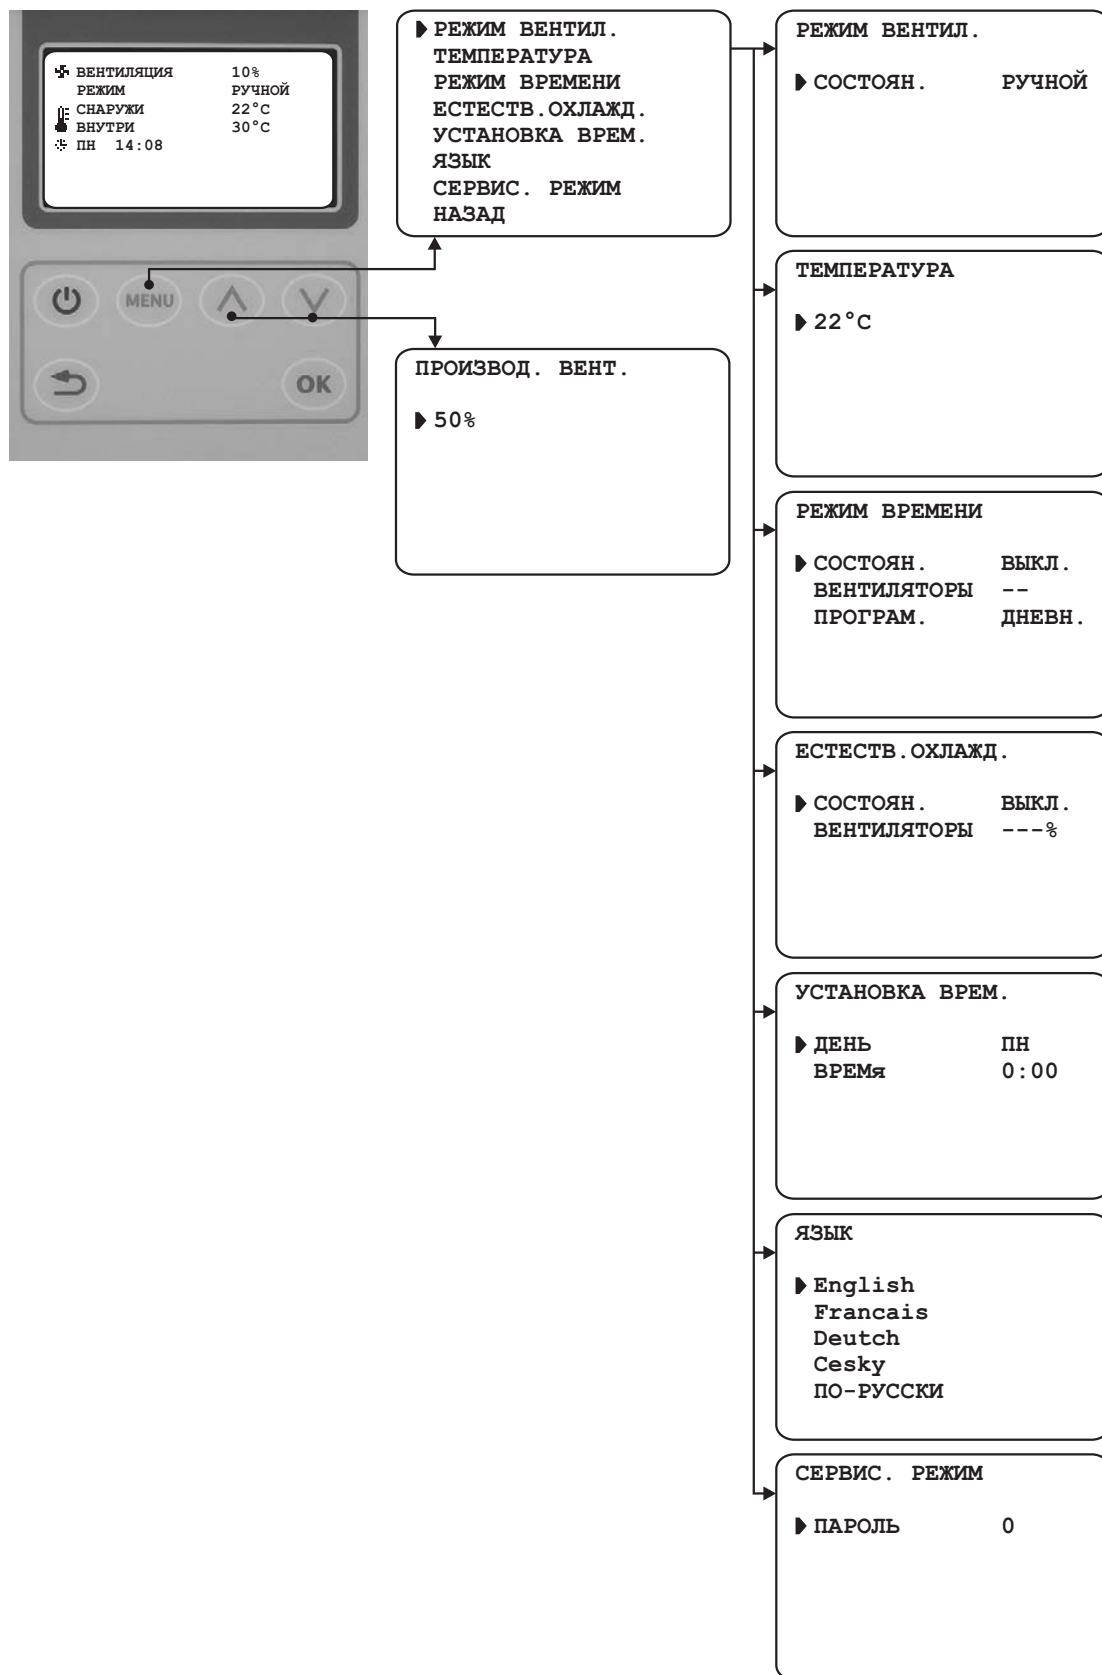 ВЕНТИЛЯЦИЯ 10%
РЕЖИМ РУЧНОЙ
СНАРУЖИ 22°C
ВНУТРИ 30°C
ПН 14:08
MENU
OK
РЕЖИМ ВЕНТИЛ.
ТЕМПЕРАТУРА
РЕЖИМ ВРЕМЕНИ
ЕСТЕСТВ.ОХЛАЖД.
УСТАНОВКА ВРЕМ.
ЯЗЫК
СЕРВИС. РЕЖИМ
НАЗАД
ПРОИЗВОД. ВЕНТ.
50%
РЕЖИМ ВЕНТИЛ.
СОСТОЯН. РУЧНОЙ
ТЕМПЕРАТУРА
22°C
РЕЖИМ ВРЕМЕНИ
СОСТОЯН. ВЫКЛ.
ВЕНТИЛЯТОРЫ --
ПРОГРАМ. ДНЕВН.
ЕСТЕСТВ.ОХЛАЖД.
СОСТОЯН. ВЫКЛ.
ВЕНТИЛЯТОРЫ ---%
УСТАНОВКА ВРЕМ.
ДЕНЬ ПН
ВРЕМя 0:00
ЯЗЫК
English
Francais
Deutch
Cesky
ПО-РУССКИ
СЕРВИС. РЕЖИМ
ПАРОЛЬ 0